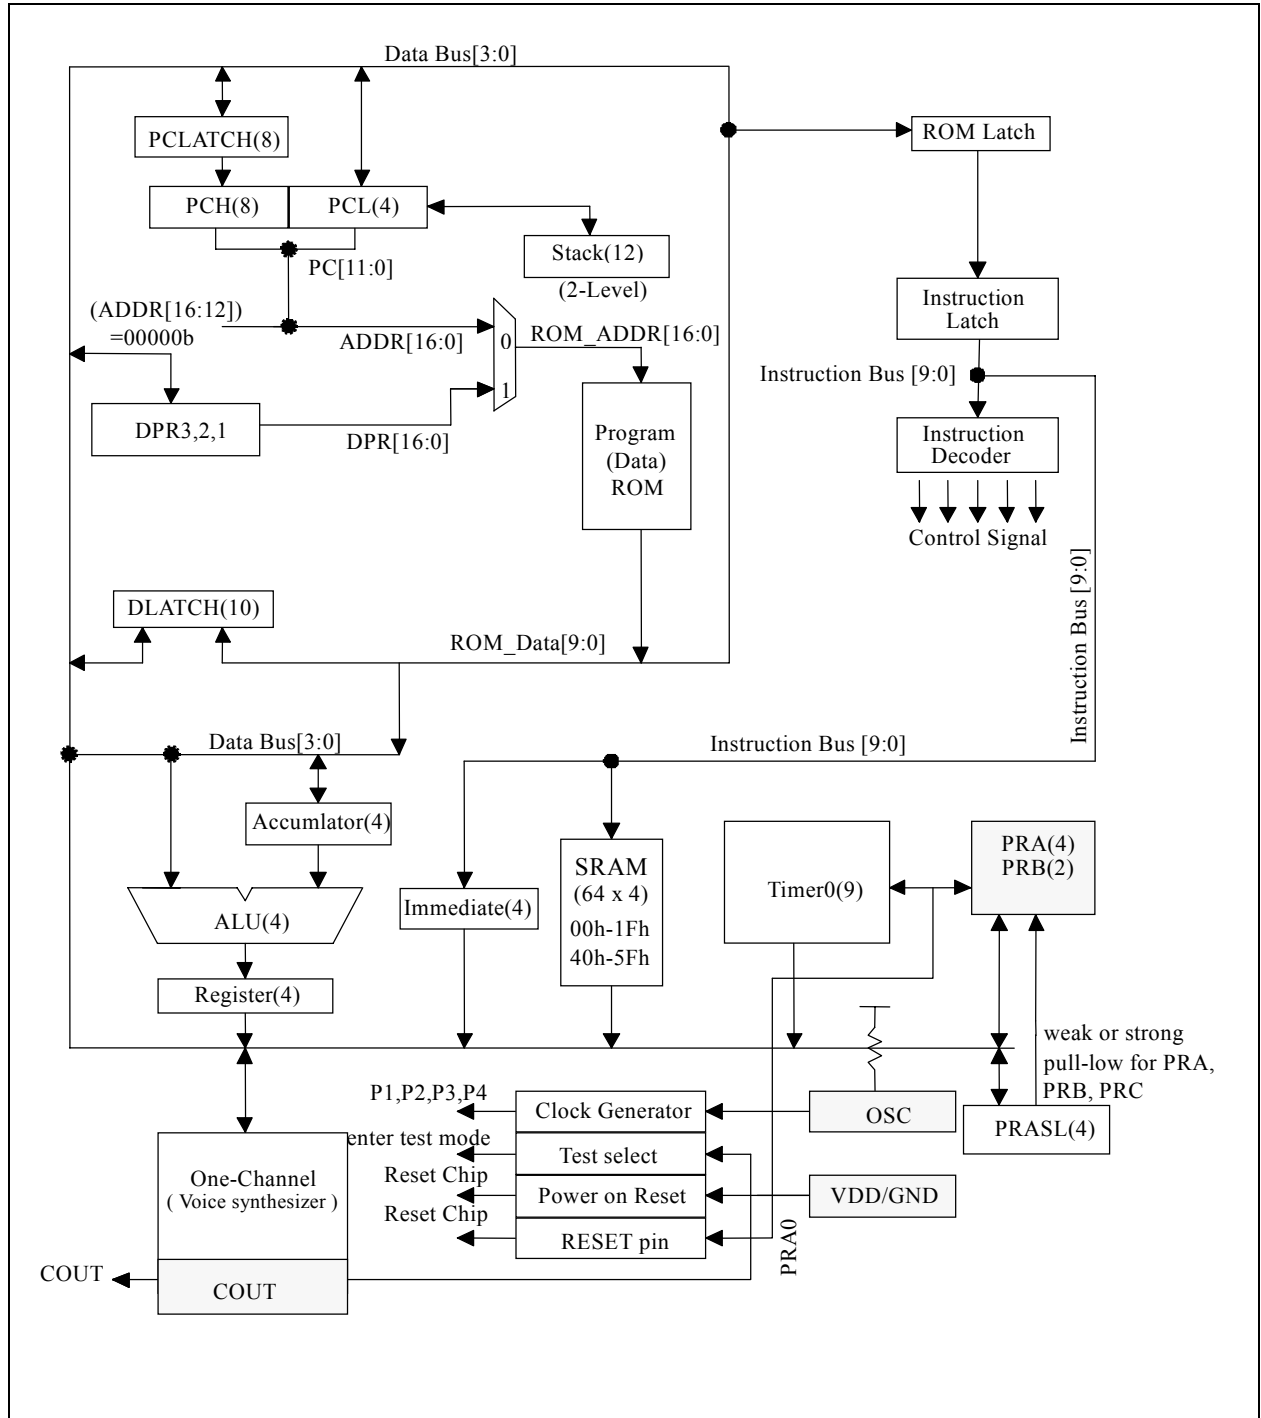 Data Bus[3:0]
PCLATCH(8)
ROM Latch
PCH(8)
PCL(4)
Stack(12)
(2-Level)
PC[11:0]
(ADDR[16:12])
=00000b
ADDR[16:0]
0
1
ROM_ADDR[16:0]
Instruction
Latch
Instruction Bus [9:0]
DPR3,2,1
DPR[16:0]
Program
(Data)
ROM
Instruction
Decoder
Control Signal
Instruction Bus [9:0]
DLATCH(10)
ROM_Data[9:0]
Data Bus[3:0]
Instruction Bus [9:0]
Accumlator(4)
ALU(4)
Register(4)
Immediate(4)
SRAM
(64 x 4)
00h-1Fh
40h-5Fh
Timer0(9)
PRA(4)
PRB(2)
weak or strong
pull-low for PRA,
PRB, PRC
PRASL(4)
P1,P2,P3,P4
Clock Generator
OSC
enter test mode
Test select
Reset Chip
Power on Reset
VDD/GND
Reset Chip
RESET pin
PRA0
One-Channel
( Voice synthesizer )
COUT
COUT